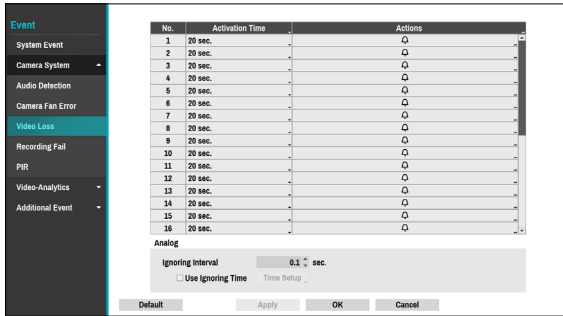 Event
System Event
Camera System
Audio Detection
Camera Fan Error
Video Loss
Recording Fail
PIR
Video-Analytics
Additional Event
No. Activation Time Actions
1 20 sec.
2 20 sec.
3 20 sec.
4 20 sec.
5 20 sec.
6 20 sec.
7 20 sec.
8 20 sec.
9 20 sec.
10 20 sec.
11 20 sec.
12 20 sec.
13 20 sec.
14 20 sec.
15 20 sec.
16 20 sec.
Analog
Ignoring Interval 0.1 sec.
Use Ignoring Time Time Setup
Default Apply OK Cancel